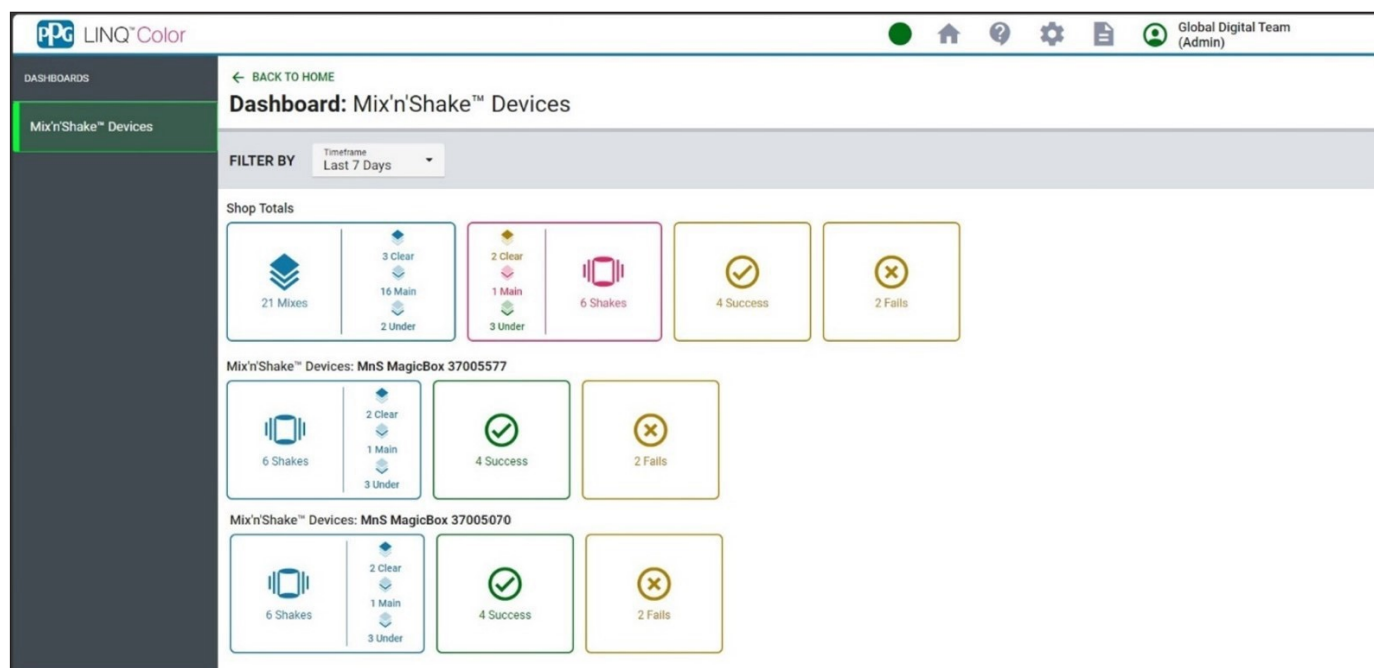 PPG LINQ™Color
Global Digital Team
(Admin)
DASHBOARDS
Mix'n'Shake™ Devices
← BACK TO HOME
Dashboard: Mix'n'Shake™ Devices
FILTER BY
Timeframe
Last 7 Days
Shop Totals
21 Mixes
3 Clear
16 Main
2 Under
2 Clear
1 Main
3 Under
6 Shakes
4 Success
2 Fails
Mix'n'Shake™ Devices: MnS MagicBox 37005577
6 Shakes
2 Clear
1 Main
3 Under
4 Success
2 Fails
Mix'n'Shake™ Devices: MnS MagicBox 37005070
6 Shakes
2 Clear
1 Main
3 Under
4 Success
2 Fails